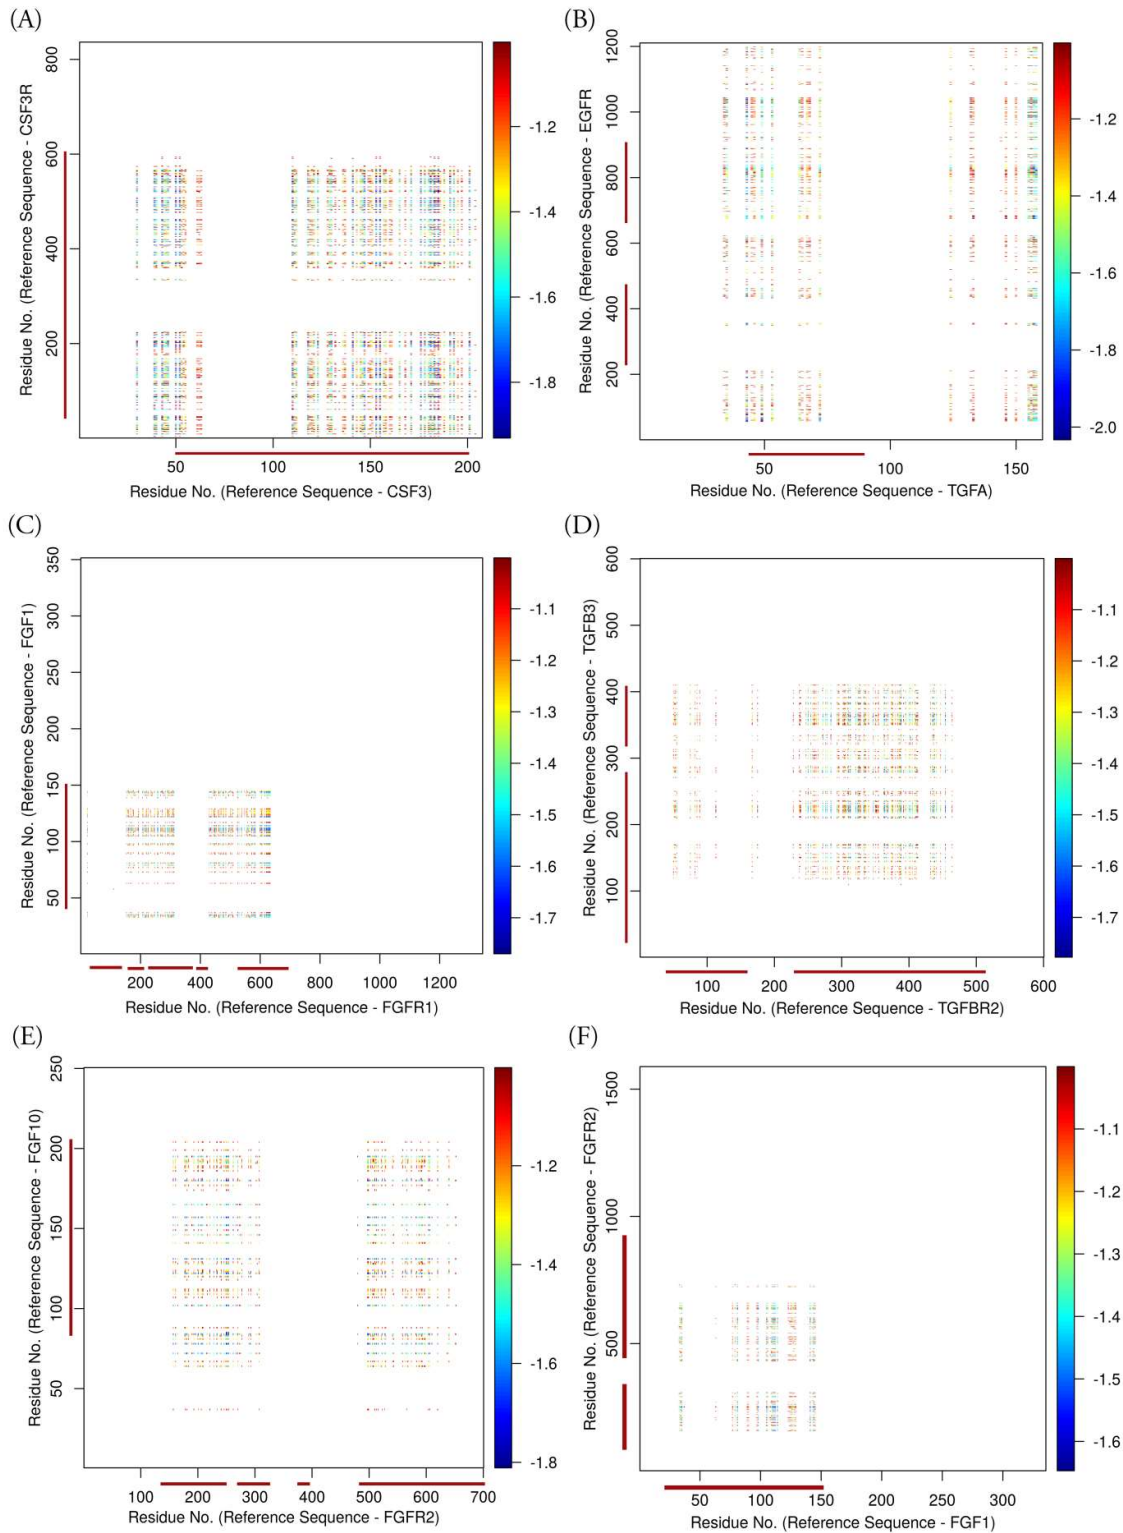 (A)
Residue No. (Reference Sequence - CSF3R
800
600
400
200
50 100 150 200
Residue No. (Reference Sequence - CSF3)
-1.2
-1.4
-1.6
-1.8
(B)
Residue No. (Reference Sequence - EGFR
1200
1000
800
600
400
200
50 100 150
Residue No. (Reference Sequence - TGFA)
-1.2
-1.4
-1.6
-1.8
-2.0
(C)
Residue No. (Reference Sequence - FGF1)
350
300
250
200
150
100
50
200 400 600 800 1000 1200
Residue No. (Reference Sequence - FGFR1)
-1.1
-1.2
-1.3
-1.4
-1.5
-1.6
-1.7
(D)
Residue No. (Reference Sequence - TGFB3)
600
500
400
300
200
100
100 200 300 400 500 600
Residue No. (Reference Sequence - TGFBR2)
-1.1
-1.2
-1.3
-1.4
-1.5
-1.6
-1.7
(E)
Residue No. (Reference Sequence - FGF10)
250
200
150
100
50
100 200 300 400 500 600 700
Residue No. (Reference Sequence - FGFR2)
-1.2
-1.4
-1.6
-1.8
(F)
Residue No. (Reference Sequence - FGFR2)
1500
1000
500
50 100 150 200 250 300
Residue No. (Reference Sequence - FGF1)
-1.1
-1.2
-1.3
-1.4
-1.5
-1.6